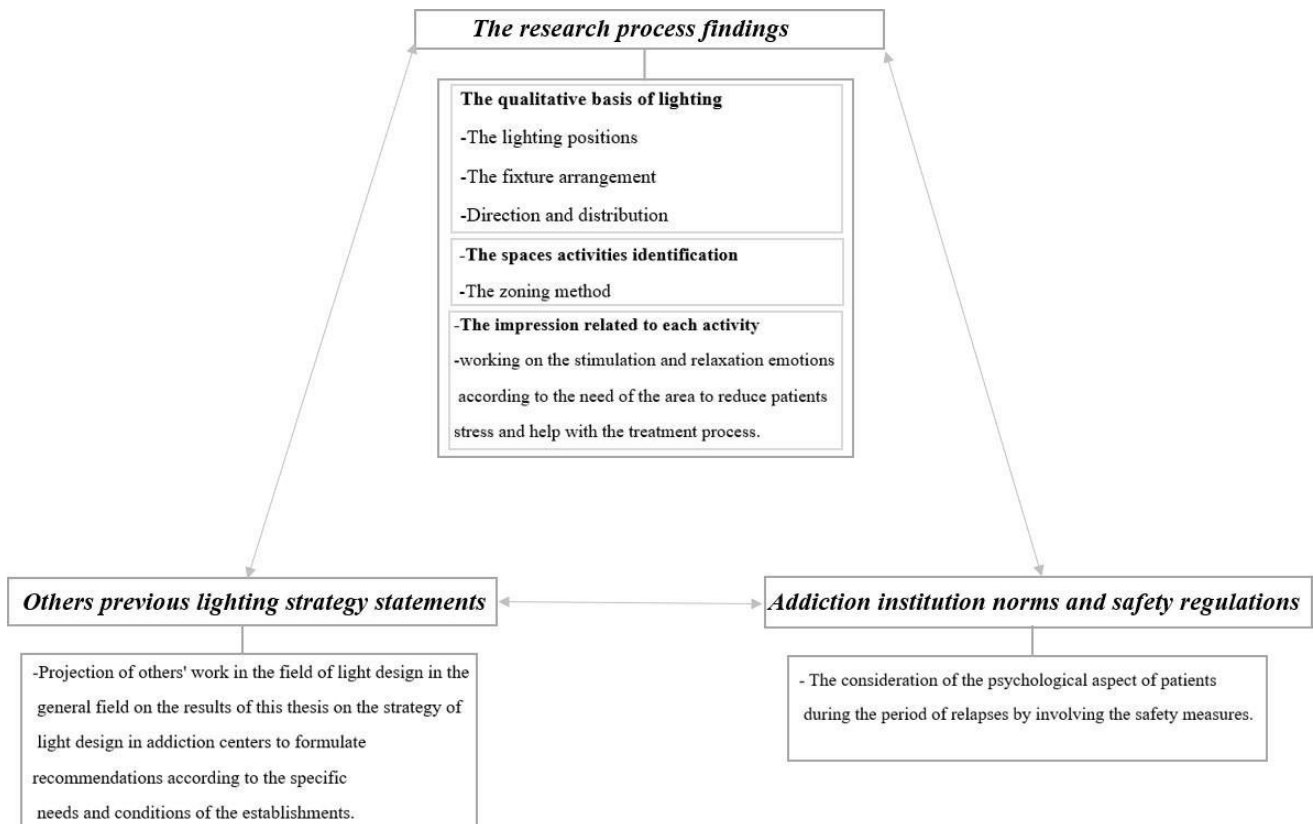 The research process findings
The qualitative basis of lighting
-The lighting positions
-The fixture arrangement
-Direction and distribution
-The spaces activities identification
-The zoning method
-The impression related to each activity
-working on the stimulation and relaxation emotions
according to the need of the area to reduce patients
stress and help with the treatment process.
Others previous lighting strategy statements
-Projection of others' work in the field of light design in the
general field on the results of this thesis on the strategy of
light design in addiction centers to formulate
recommendations according to the specific
needs and conditions of the establishments.
Addiction institution norms and safety regulations
- The consideration of the psychological aspect of patients
during the period of relapses by involving the safety measures.